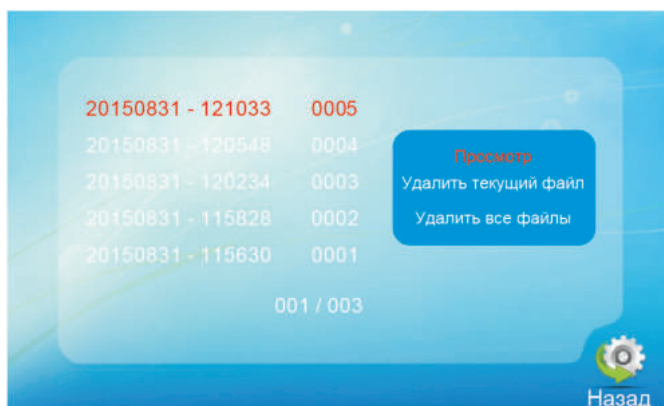 20150831 - 121033 0005
20150831 - 120548 0004
20150831 - 120234 0003
20150831 - 115828 0002
20150831 - 115630 0001
001 / 003
Просмотр
Удалить текущий файл
Удалить все файлы
Назад